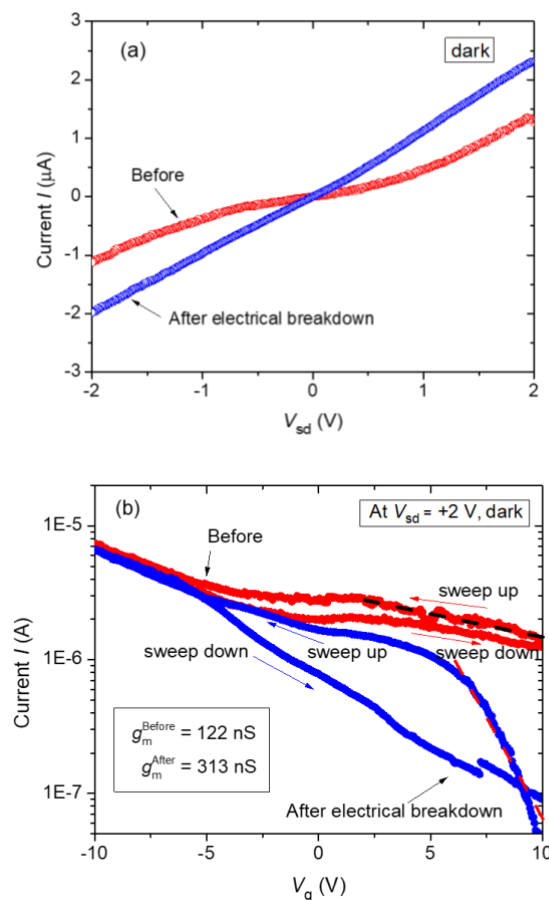 (a)
dark
3
2
1
0
-1
-2
-3
Current I (μA)
Before
After electrical breakdown
-2
-1
0
1
2
Vsd (V)
(b)
At Vsd = +2 V, dark
1E-5
1E-6
1E-7
Current I (A)
Before
sweep up
sweep down
sweep up
sweep down
gmBefore = 122 nS
gmAfter = 313 nS
After electrical breakdown
-10
-5
0
5
10
Vg (V)